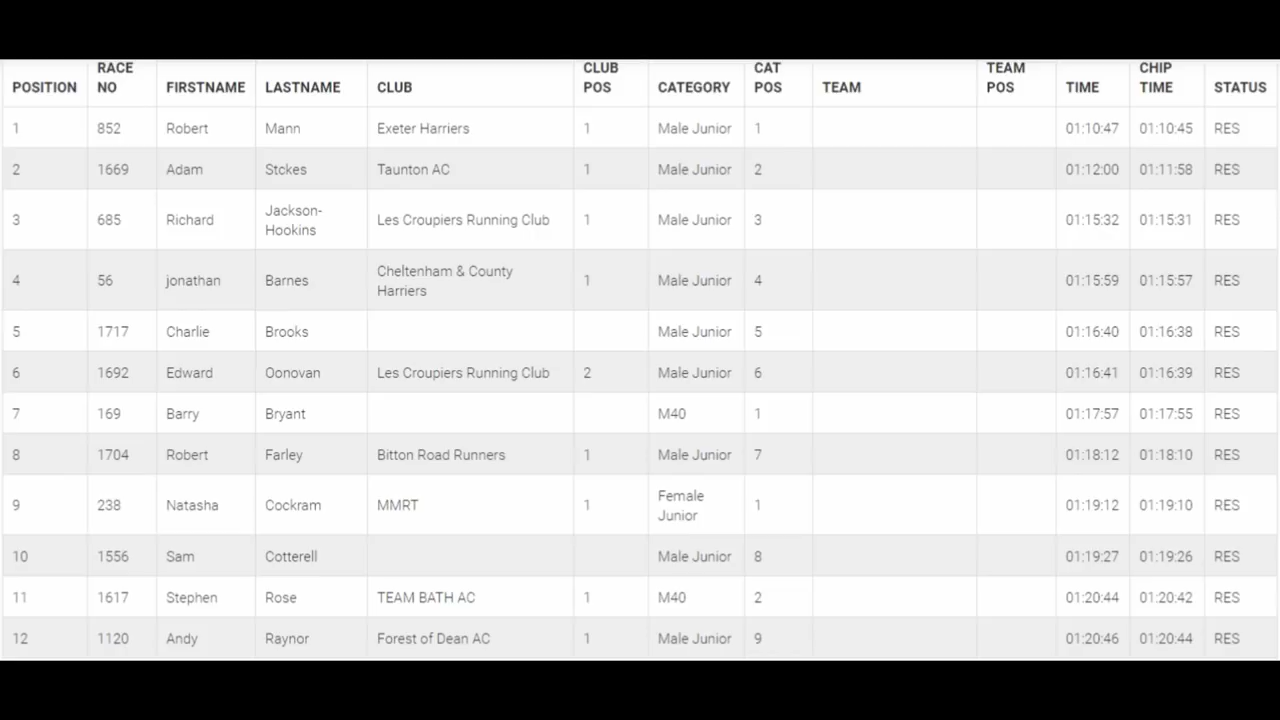 POSITION RACE NO FIRSTNAME LASTNAME CLUB CLUB POS CATEGORY CAT POS TEAM TEAM POS TIME CHIP TIME STATUS
1 852 Robert Mann Exeter Harriers 1 Male Junior 1 01:10:47 01:10:45 RES
2 1669 Adam Stokes Taunton AC 1 Male Junior 2 01:12:00 01:11:58 RES
3 685 Richard Jackson-Hookins Les Croupiers Running Club 1 Male Junior 3 01:15:32 01:15:31 RES
4 56 jonathan Barnes Cheltenham & County Harriers 1 Male Junior 4 01:15:59 01:15:57 RES
5 1717 Charlie Brooks Male Junior 5 01:16:40 01:16:38 RES
6 1692 Edward Oonovan Les Croupiers Running Club 2 Male Junior 6 01:16:41 01:16:39 RES
7 169 Barry Bryant M40 1 01:17:57 01:17:55 RES
8 1704 Robert Farley Bitton Road Runners 1 Male Junior 7 01:18:12 01:18:10 RES
9 238 Natasha Cockram MMRT 1 Female Junior 1 01:19:12 01:19:10 RES
10 1556 Sam Cotterell Male Junior 8 01:19:27 01:19:26 RES
11 1617 Stephen Rose TEAM BATH AC 1 M40 2 01:20:44 01:20:42 RES
12 1120 Andy Raynor Forest of Dean AC 1 Male Junior 9 01:20:46 01:20:44 RES